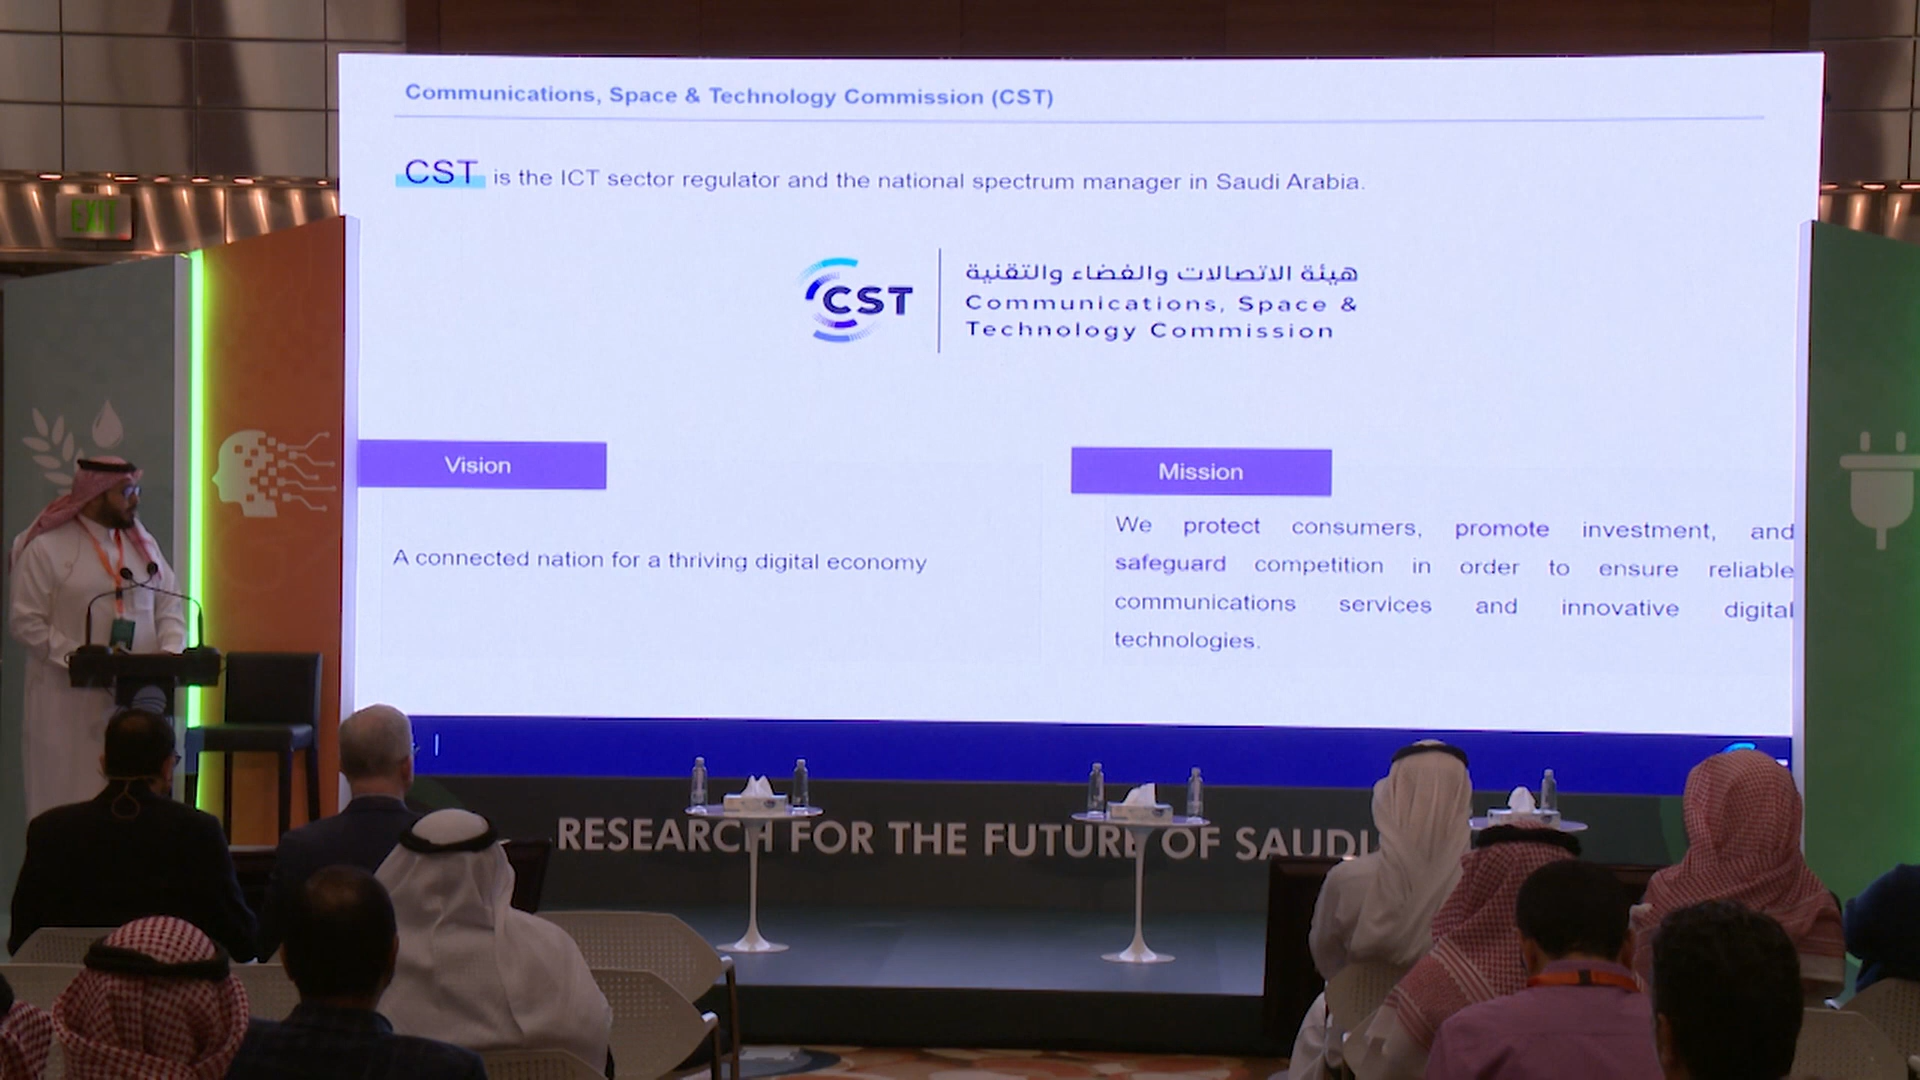 Communications, Space & Technology Commission (CST)
CST is the ICT sector regulator and the national spectrum manager in Saudi Arabia.
EXIT
CST
هيئة الاتصالات والفضاء والتقنية
Communications, Space &
Technology Commission
Vision
A connected nation for a thriving digital economy
Mission
We protect consumers, promote investment, and
safeguard competition in order to ensure reliable
communications services and innovative digital
technologies.
RESEARCH FOR THE FUTURE OF SAUDI